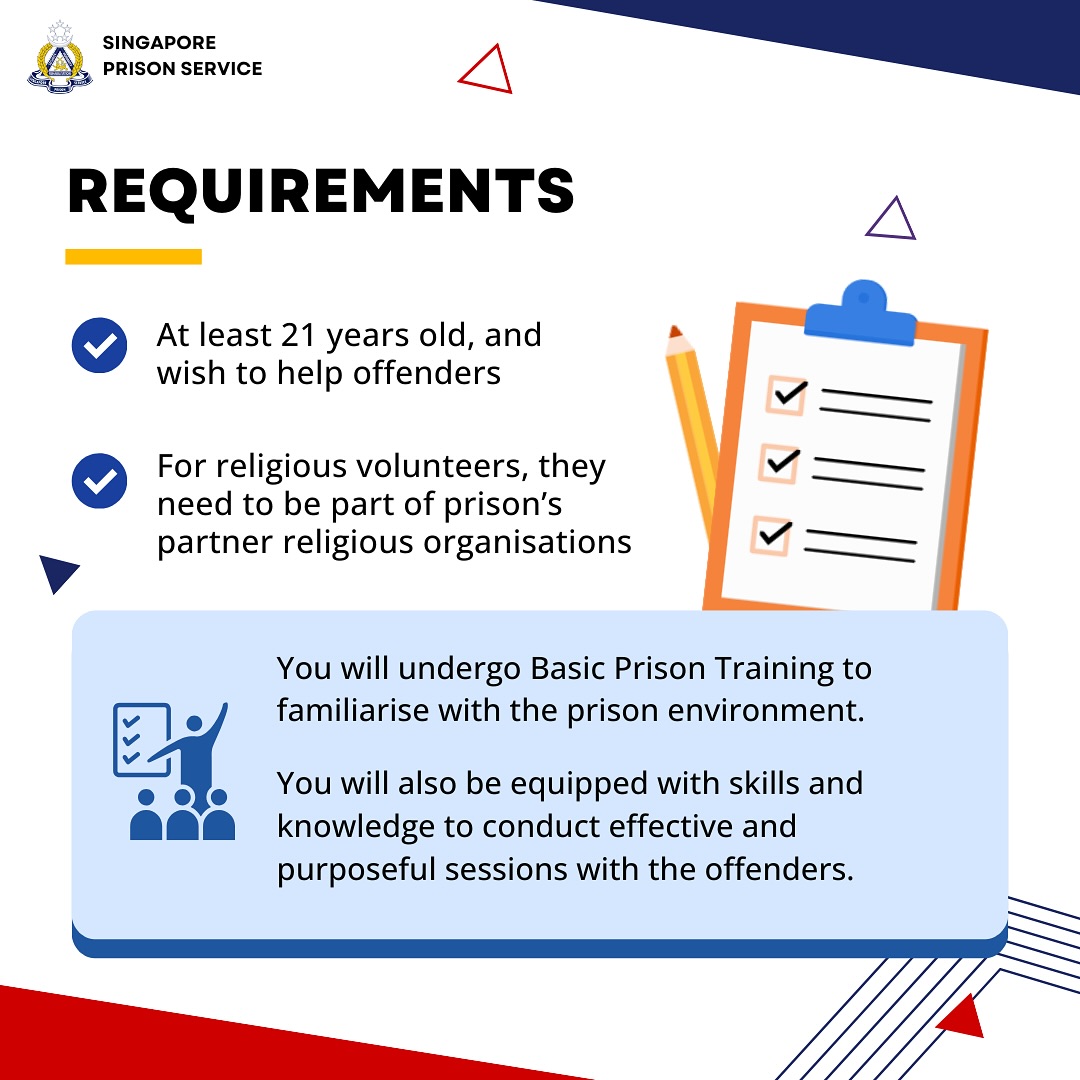 SINGAPORE
PRISON SERVICE
REQUIREMENTS
At least 21 years old, and
wish to help offenders
For religious volunteers, they
need to be part of prison’s
partner religious organisations
You will undergo Basic Prison Training to
familiarise with the prison environment.
You will also be equipped with skills and
knowledge to conduct effective and
purposeful sessions with the offenders.